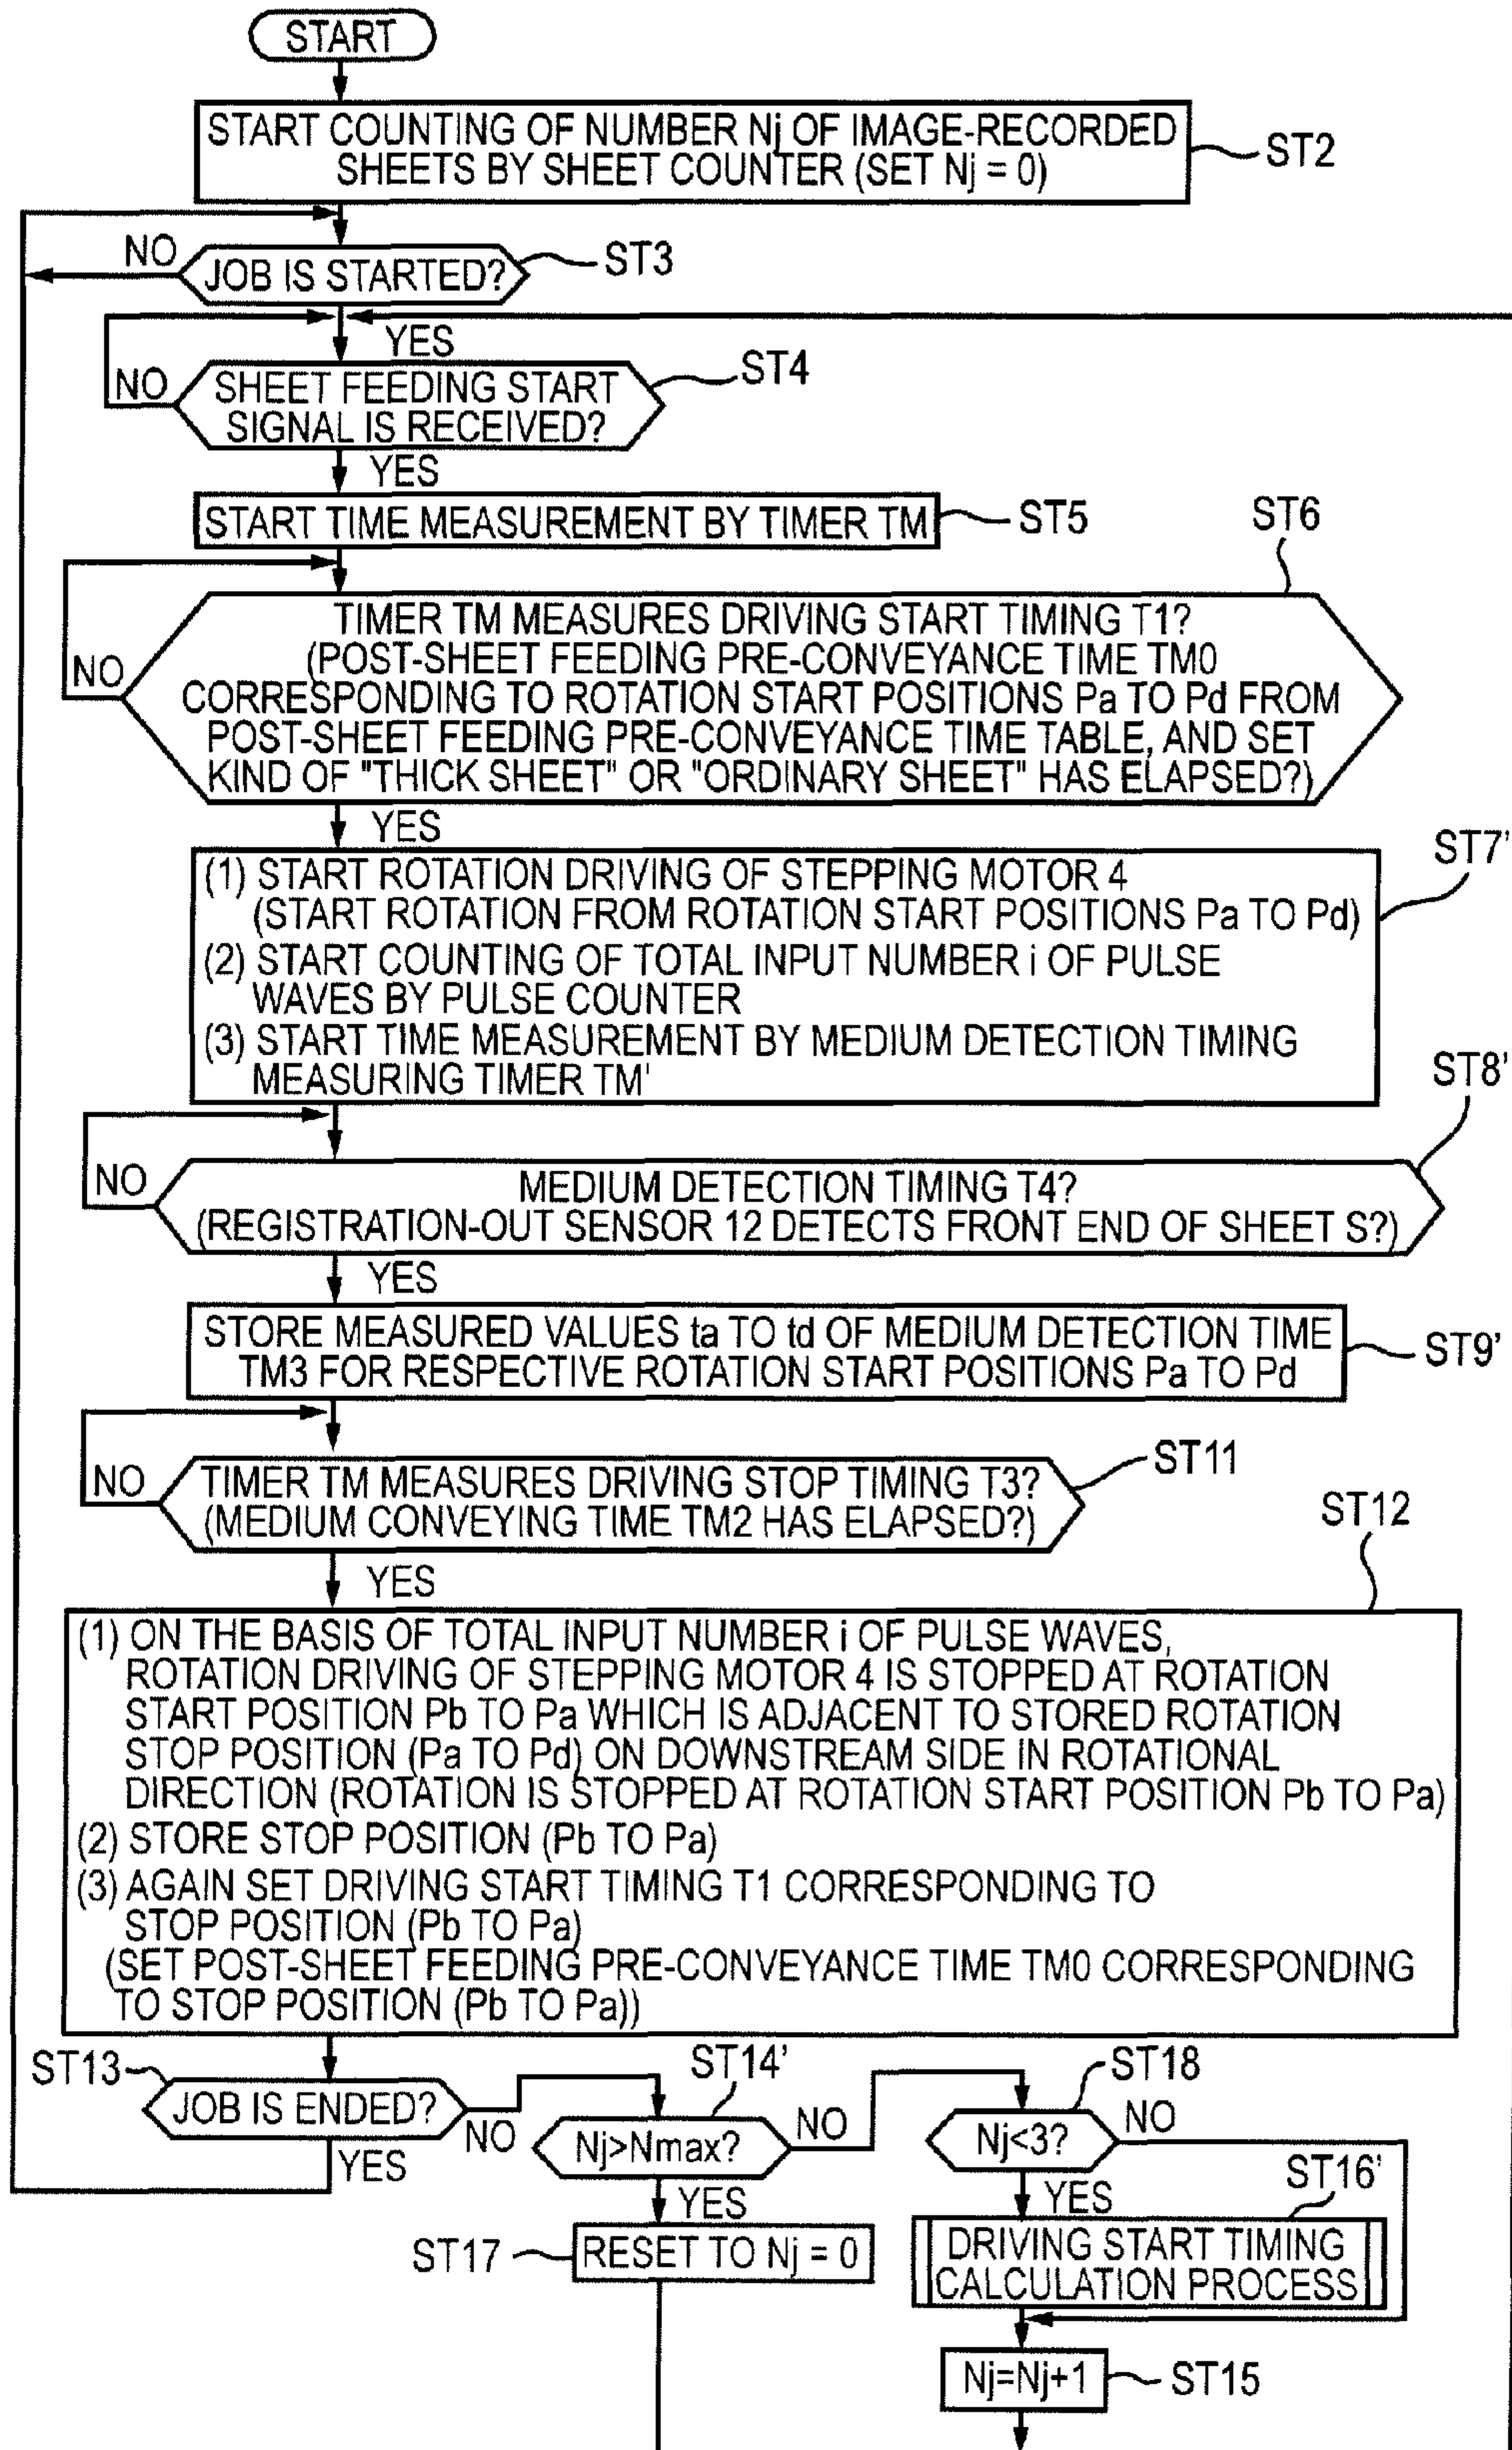 START
START COUNTING OF NUMBER Nj OF IMAGE-RECORDED
SHEETS BY SHEET COUNTER (SET Nj = 0)
ST2
NO
JOB IS STARTED?
ST3
YES
NO
SHEET FEEDING START
SIGNAL IS RECEIVED?
ST4
YES
START TIME MEASUREMENT BY TIMER TM
ST5
ST6
NO
TIMER TM MEASURES DRIVING START TIMING T1?
(POST-SHEET FEEDING PRE-CONVEYANCE TIME TM0
CORRESPONDING TO ROTATION START POSITIONS Pa TO Pd FROM
POST-SHEET FEEDING PRE-CONVEYANCE TIME TABLE, AND SET
KIND OF "THICK SHEET" OR "ORDINARY SHEET" HAS ELAPSED?)
YES
ST7'
(1) START ROTATION DRIVING OF STEPPING MOTOR 4
(START ROTATION FROM ROTATION START POSITIONS Pa TO Pd)
(2) START COUNTING OF TOTAL INPUT NUMBER i OF PULSE
WAVES BY PULSE COUNTER
(3) START TIME MEASUREMENT BY MEDIUM DETECTION TIMING
MEASURING TIMER TM'
ST8'
NO
MEDIUM DETECTION TIMING T4?
(REGISTRATION-OUT SENSOR 12 DETECTS FRONT END OF SHEET S?)
YES
STORE MEASURED VALUES ta TO td OF MEDIUM DETECTION TIME
TM3 FOR RESPECTIVE ROTATION START POSITIONS Pa TO Pd
ST9'
NO
TIMER TM MEASURES DRIVING STOP TIMING T3?
(MEDIUM CONVEYING TIME TM2 HAS ELAPSED?)
ST11
YES
ST12
(1) ON THE BASIS OF TOTAL INPUT NUMBER i OF PULSE WAVES,
ROTATION DRIVING OF STEPPING MOTOR 4 IS STOPPED AT ROTATION
START POSITION Pb TO Pa WHICH IS ADJACENT TO STORED ROTATION
STOP POSITION (Pa TO Pd) ON DOWNSTREAM SIDE IN ROTATIONAL
DIRECTION (ROTATION IS STOPPED AT ROTATION START POSITION Pb TO Pa)
(2) STORE STOP POSITION (Pb TO Pa)
(3) AGAIN SET DRIVING START TIMING T1 CORRESPONDING TO
STOP POSITION (Pb TO Pa)
(SET POST-SHEET FEEDING PRE-CONVEYANCE TIME TM0 CORRESPONDING
TO STOP POSITION (Pb TO Pa))
ST13
JOB IS ENDED?
NO
YES
ST14'
Nj>Nmax?
NO
YES
ST17
RESET TO Nj = 0
ST18
Nj<3?
NO
YES
ST16'
DRIVING START TIMING
CALCULATION PROCESS
Nj=Nj+1
ST15